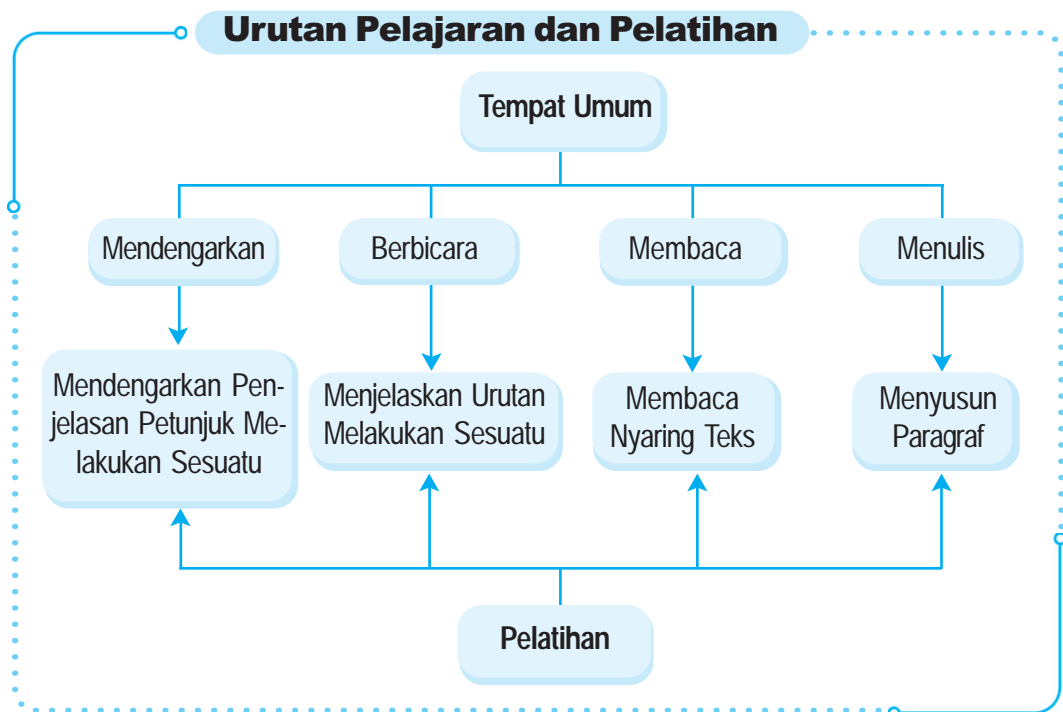 Urutan Pelajaran dan Pelatihan
Tempat Umum
Mendengarkan
Berbicara
Membaca
Menulis
Mendengarkan Pen-
jelasan Petunjuk Me-
lakukan Sesuatu
Menjelaskan Urutan
Melakukan Sesuatu
Membaca
Nyaring Teks
Menyusun
Paragraf
Pelatihan